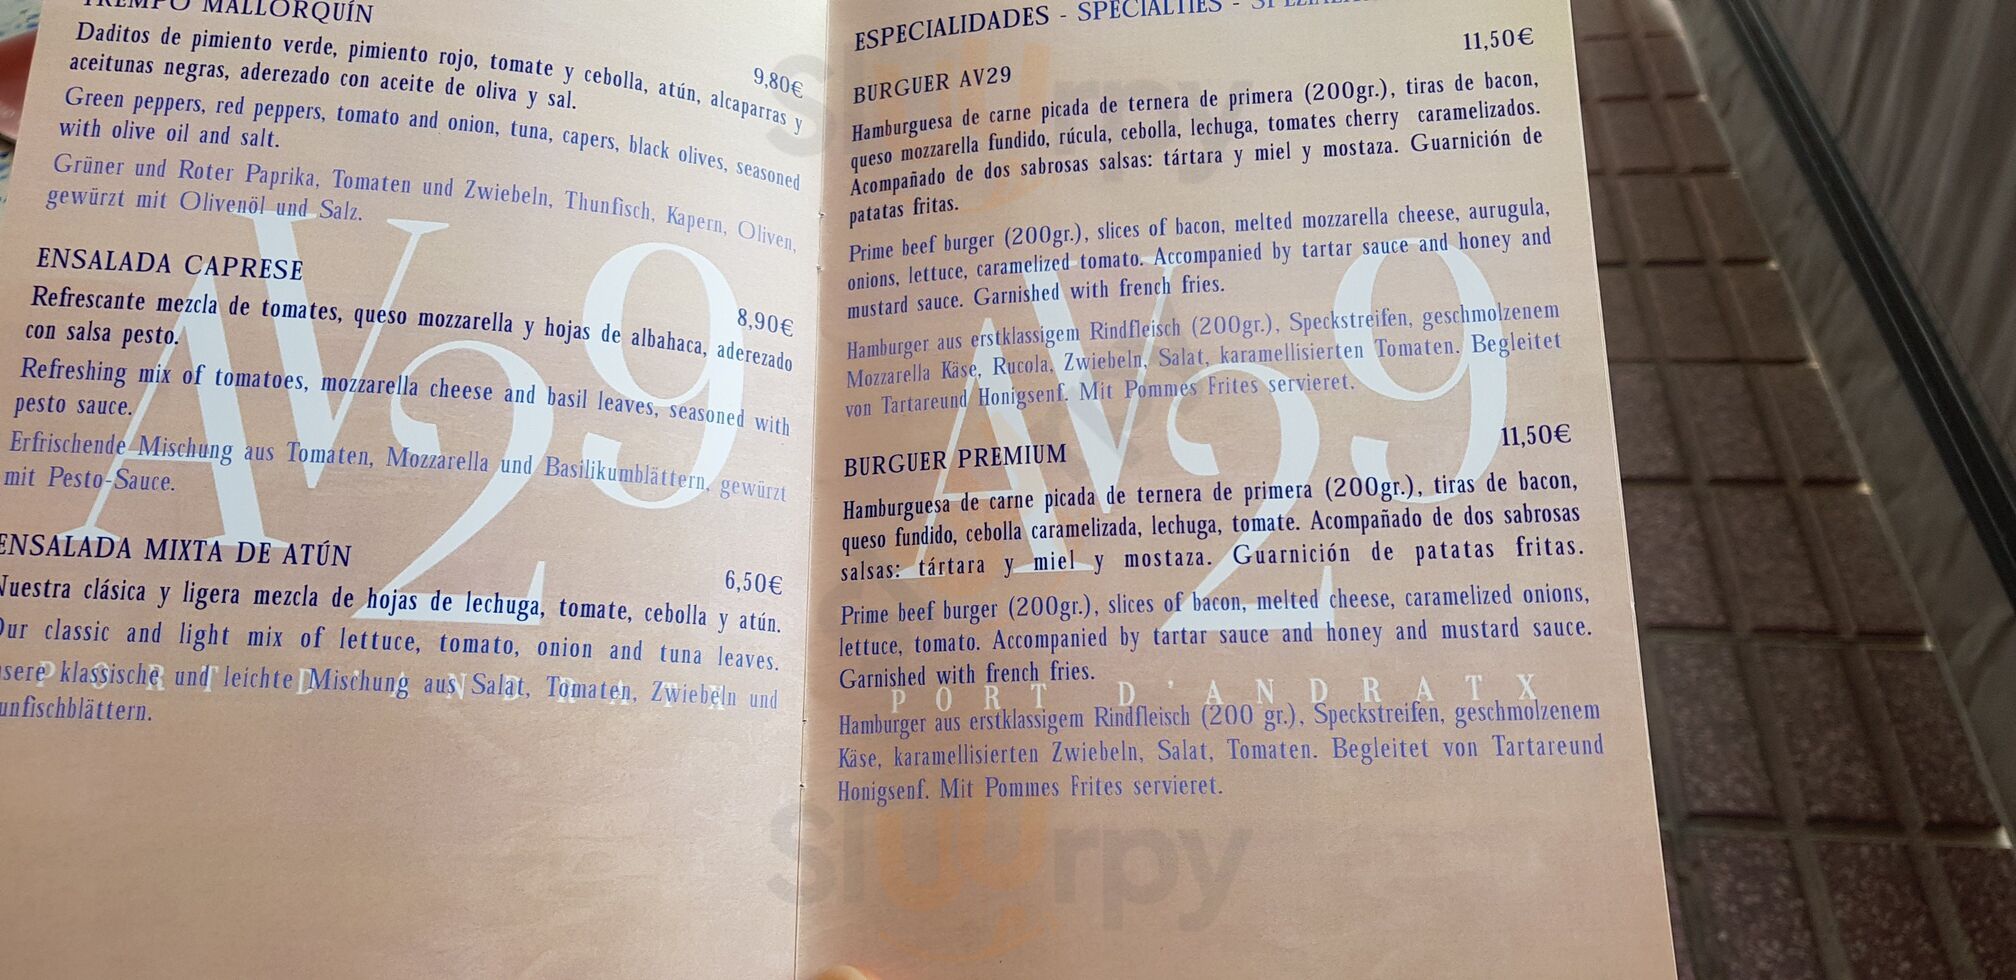 TREMPÓ MALLORQUÍN
9,80€
Daditos de pimiento verde, pimiento rojo, tomate y cebolla, atún, alcaparras y
aceitunas negras, aderezado con aceite de oliva y sal.
Green peppers, red peppers, tomato and onion, tuna, capers, black olives, seasoned
with olive oil and salt.
Grüner und Roter Paprika, Tomaten und Zwiebeln, Thunfisch, Kapern, Oliven,
gewürzt mit Olivenöl und Salz.
ENSALADA CAPRESE
8,90€
Refrescante mezcla de tomates, queso mozzarella y hojas de albahaca, aderezado
con salsa pesto.
Refreshing mix of tomatoes, mozzarella cheese and basil leaves, seasoned with
pesto sauce.
Erfrischende Mischung aus Tomaten, Mozzarella und Basilikumblättern, gewürzt
mit Pesto-Sauce.
ENSALADA MIXTA DE ATÚN
6,50€
Nuestra clásica y ligera mezcla de hojas de lechuga, tomate, cebolla y atún.
Our classic and light mix of lettuce, tomato, onion and tuna leaves.
nsere klassische und leichte Mischung aus Salat, Tomaten, Zwiebeln und
unfischblättern.
AV29
PORT D'ANDRATX
ESPECIALIDADES - SPECIALTIES -
11,50€
BURGUER AV29
Hamburguesa de carne picada de ternera de primera (200gr.), tiras de bacon,
queso mozzarella fundido, rúcula, cebolla, lechuga, tomates cherry caramelizados.
Acompañado de dos sabrosas salsas: tártara y miel y mostaza. Guarnición de
patatas fritas.
Prime beef burger (200gr.), slices of bacon, melted mozzarella cheese, aurugula,
onions, lettuce, caramelized tomato. Accompanied by tartar sauce and honey and
mustard sauce. Garnished with french fries.
Hamburger aus erstklassigem Rindfleisch (200gr.), Speckstreifen, geschmolzenem
Mozzarella Käse, Rucola, Zwiebeln, Salat, karamellisierten Tomaten. Begleitet
von Tartareund Honigsenf. Mit Pommes Frites servieret.
11,50€
BURGUER PREMIUM
Hamburguesa de carne picada de ternera de primera (200gr.), tiras de bacon,
queso fundido, cebolla caramelizada, lechuga, tomate. Acompañado de dos sabrosas
salsas: tártara y miel y mostaza. Guarnición de patatas fritas.
Prime beef burger (200gr.), slices of bacon, melted cheese, caramelized onions,
lettuce, tomato. Accompanied by tartar sauce and honey and mustard sauce.
Garnished with french fries.
Hamburger aus erstklassigem Rindfleisch (200 gr.), Speckstreifen, geschmolzenem
Käse, karamellisierten Zwiebeln, Salat, Tomaten. Begleitet von Tartareund
Honigsenf. Mit Pommes Frites servieret.
AV29
PORT D'ANDRATX
sluurpy
sluurpy